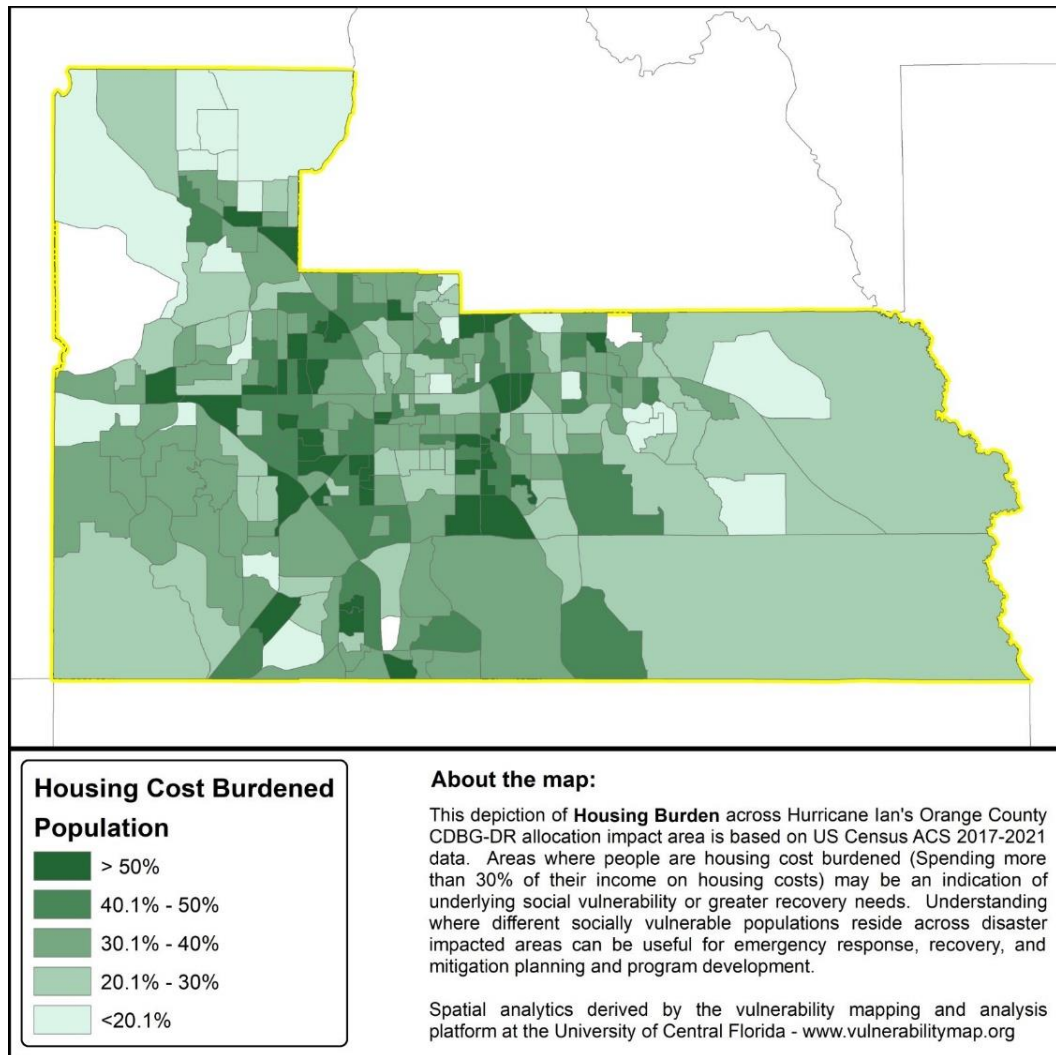 Housing Cost Burdened
Population
> 50%
40.1% - 50%
30.1% - 40%
20.1% - 30%
<20.1%
About the map:
This depiction of Housing Burden across Hurricane Ian's Orange County
CDBG-DR allocation impact area is based on US Census ACS 2017-2021
data. Areas where people are housing cost burdened (Spending more
than 30% of their income on housing costs) may be an indication of
underlying social vulnerability or greater recovery needs. Understanding
where different socially vulnerable populations reside across disaster
impacted areas can be useful for emergency response, recovery, and
mitigation planning and program development.
Spatial analytics derived by the vulnerability mapping and analysis
platform at the University of Central Florida - www.vulnerabilitymap.org